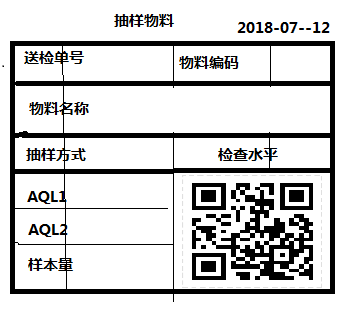 抽样物料
2018-07--12
送检单号 物料编码
物料名称
抽样方式 检查水平
AQL1
AQL2
样本量